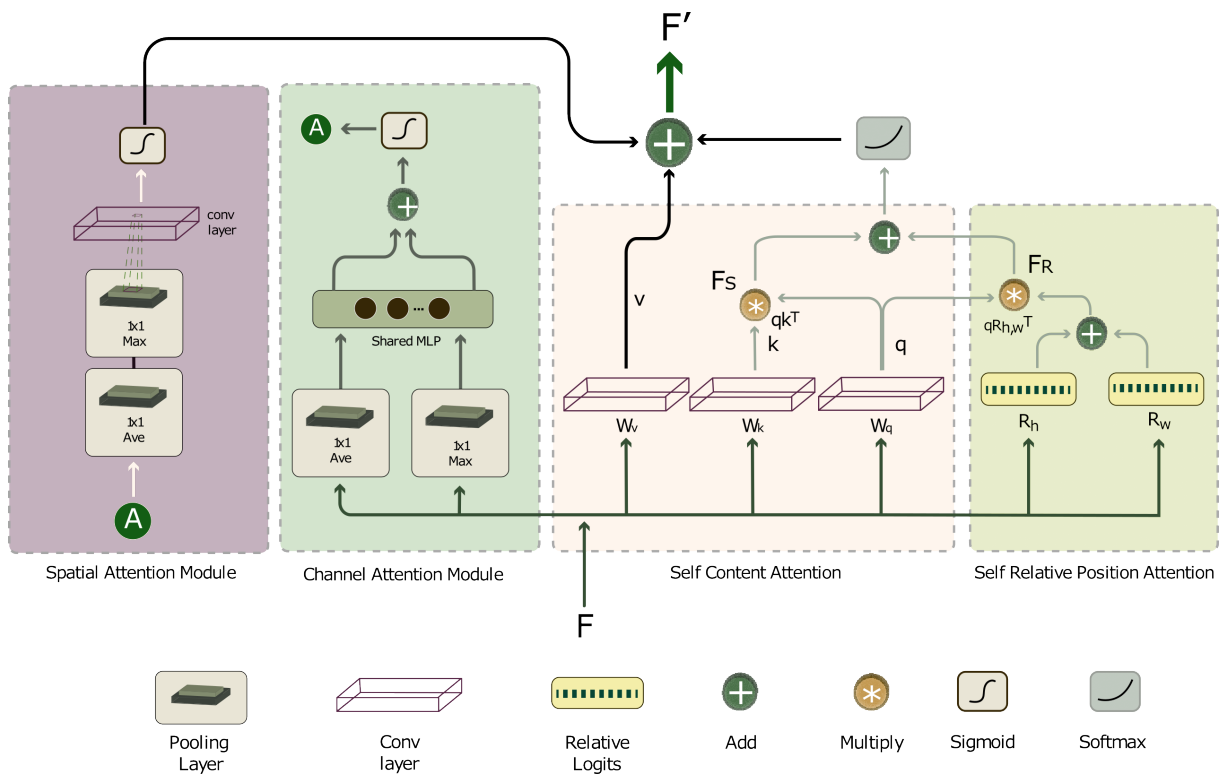 F′
A
conv
layer
1x1
Max
1x1
Ave
A
Spatial Attention Module
Shared MLP
1x1
Ave
1x1
Max
Channel Attention Module
v
FS
qkᵀ
k
q
Wv
Wk
Wq
Self Content Attention
FR
qRh,wᵀ
Rh
Rw
Self Relative Position Attention
F
Pooling
Layer
Conv
layer
Relative
Logits
Add
Multiply
Sigmoid
Softmax